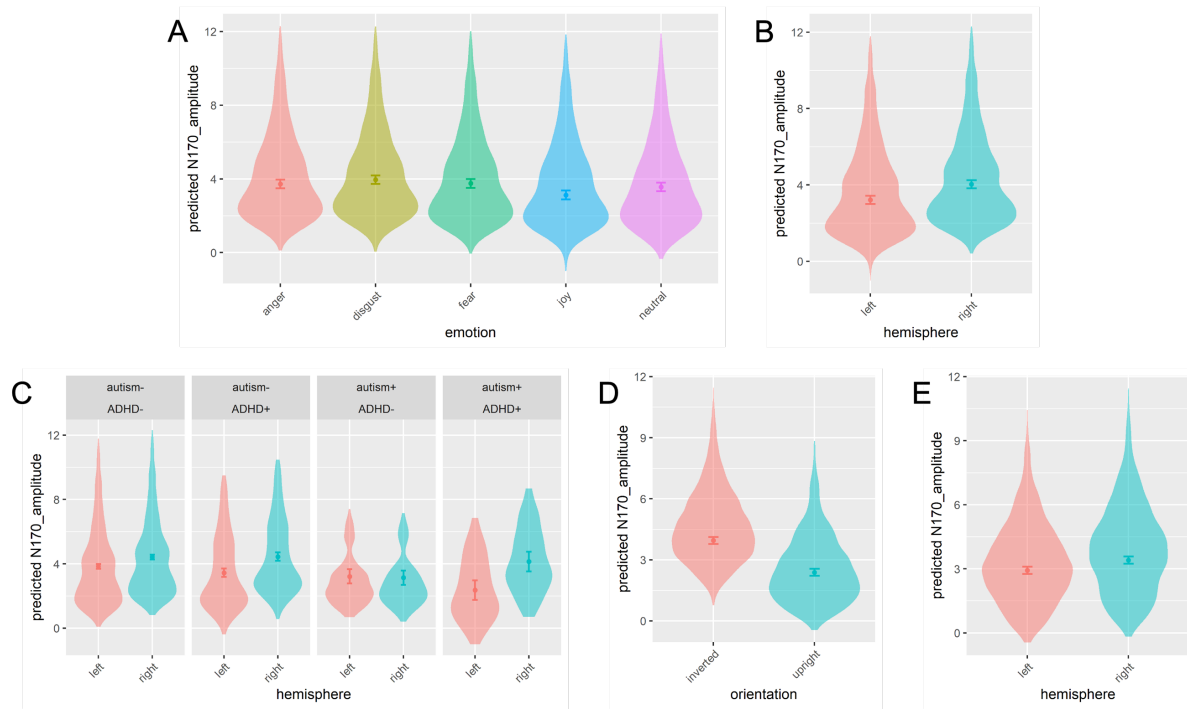 A
predicted N170_amplitude
12
8
4
0
anger
disgust
fear
joy
neutral
emotion
B
predicted N170_amplitude
12
8
4
0
left
right
hemisphere
C
autism-
ADHD-
autism-
ADHD+
autism+
ADHD-
autism+
ADHD+
predicted N170_amplitude
12
8
4
0
left
right
left
right
left
right
left
right
hemisphere
D
predicted N170_amplitude
12
9
6
3
0
inverted
upright
orientation
E
predicted N170_amplitude
12
9
6
3
0
left
right
hemisphere